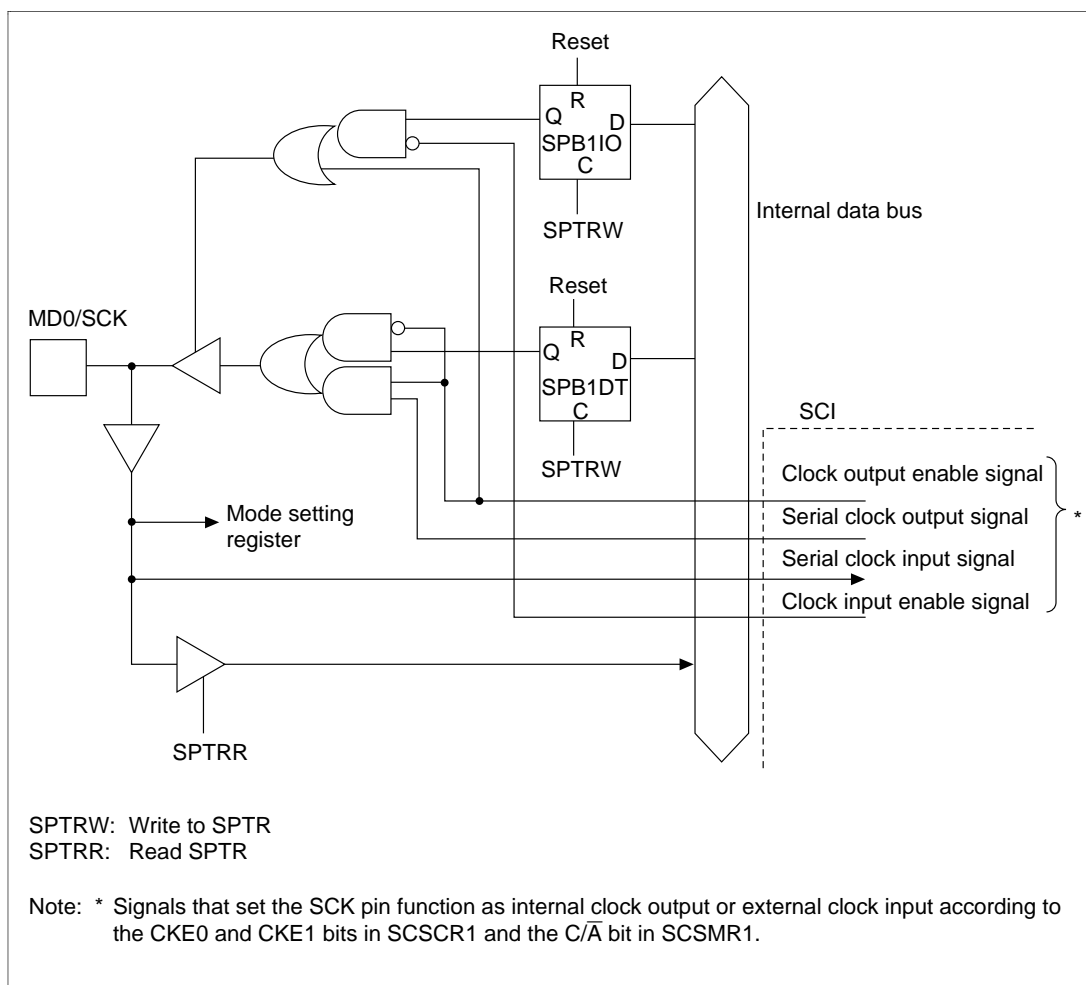 Reset
R
Q
D
SPB1IO
C
SPTRW
Internal data bus
Reset
MD0/SCK
R
Q
D
SPB1DT
C
SPTRW
SCI
Clock output enable signal
Serial clock output signal
*
Mode setting
register
Serial clock input signal
Clock input enable signal
SPTRR
SPTRW: Write to SPTR
SPTRR: Read SPTR
Note: * Signals that set the SCK pin function as internal clock output or external clock input according to
the CKE0 and CKE1 bits in SCSCR1 and the C/A̅ bit in SCSMR1.